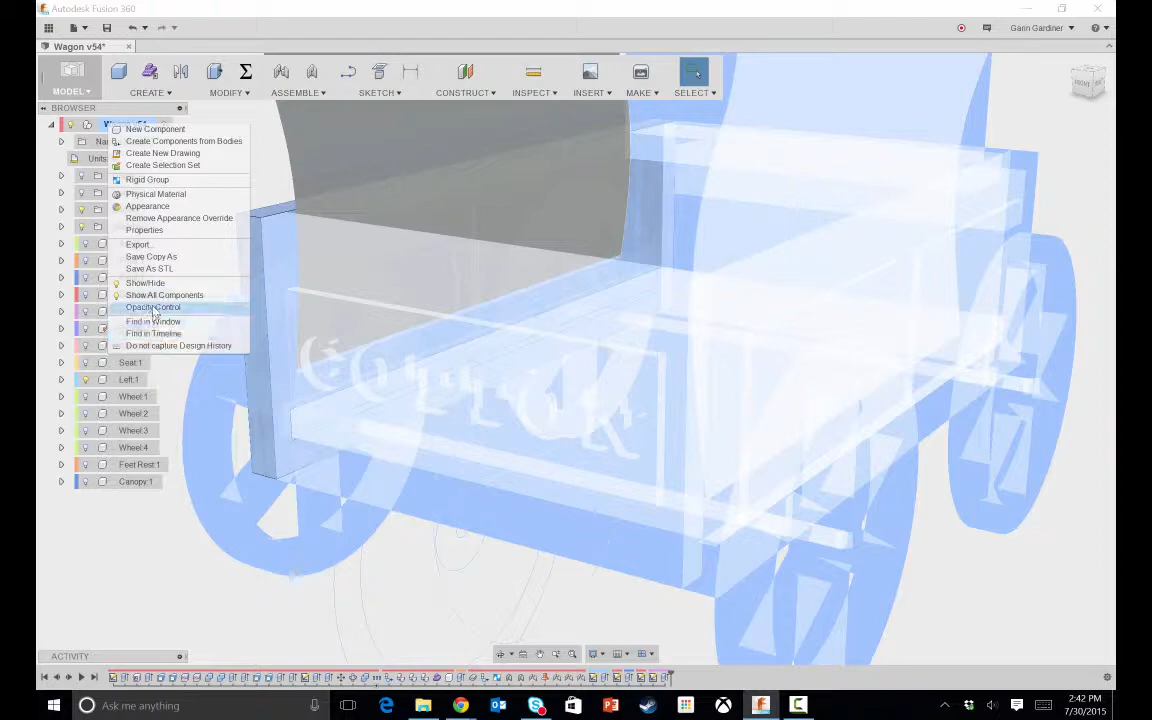 Autodesk Fusion 360
Garin Gardiner
Wagon v54*
MODEL
CREATE
MODIFY
ASSEMBLE
SKETCH
CONSTRUCT
INSPECT
INSERT
MAKE
SELECT
BROWSER
FRONT
New Component
Create Components from Bodies
Create New Drawing
Create Selection Set
Units:
Rigid Group
Physical Material
Appearance
Remove Appearance Override
Properties
Export...
Save Copy As
Save As STL
Show/Hide
Show All Components
Opacity Control
Find in Window
Find in Timeline
Do not capture Design History
Seat:1
Left:1
Wheel:1
Wheel:2
Wheel:3
Wheel:4
Feet Rest:1
Canopy:1
ACTIVITY
Ask me anything
2:42 PM
7/30/2015